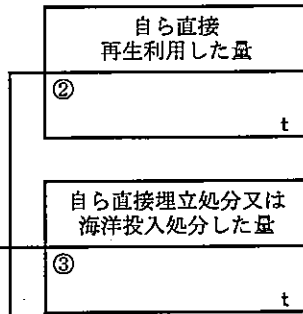 自ら直接
再生利用した量
②
t
自ら直接埋立処分又は
海洋投入処分した量
③
t